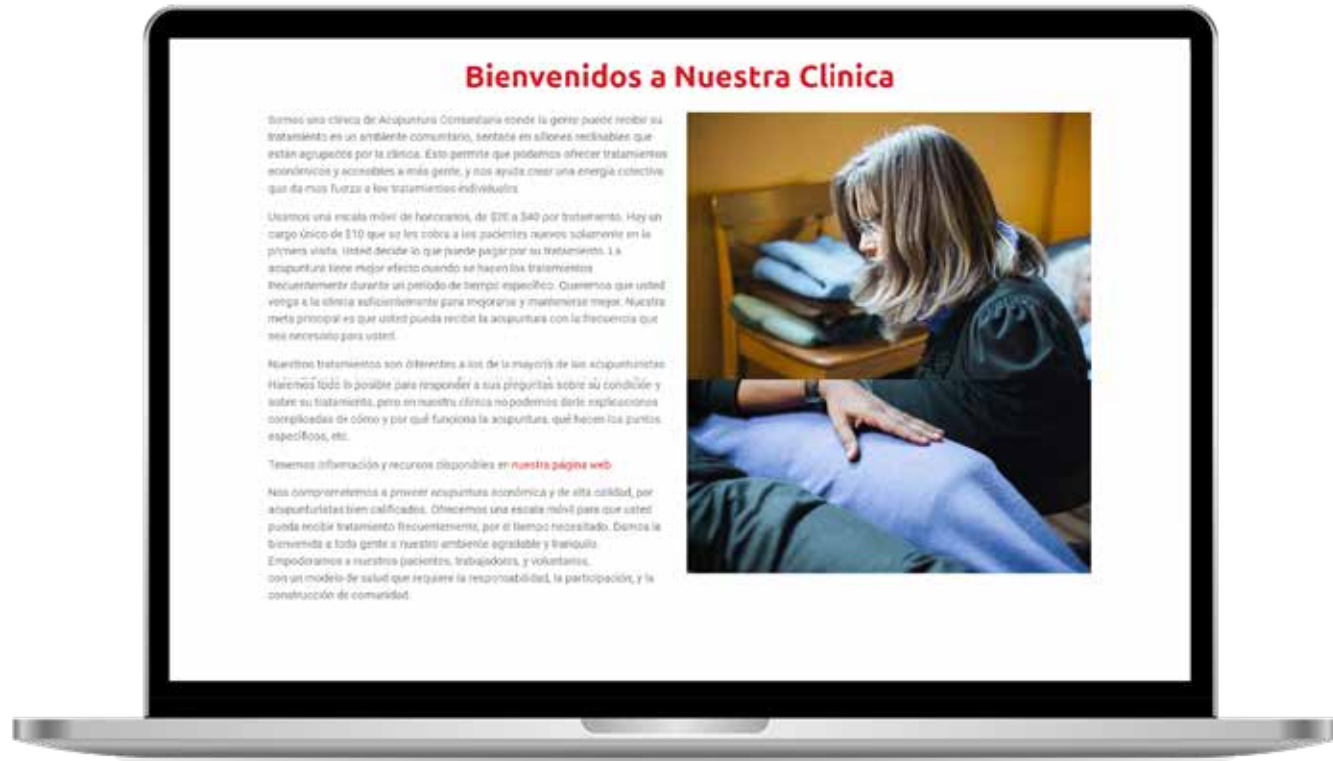 Bienvenidos a Nuestra Clinica
Somos una clínica de Acupuntura Comunitaria donde la gente puede recibir su
tratamiento en un ambiente comunitario, sentada en sillones reclinables que
están agrupados por la clínica. Esto permite que podamos ofrecer tratamientos
económicos y accesibles a más gente, y nos ayuda crear una energía colectiva
que da mas fuerza a los tratamientos individuales.
Usamos una escala móvil de honorarios, de $20 a $40 por tratamiento. Hay un
cargo único de $10 que se les cobra a los pacientes nuevos solamente en la
primera visita. Usted decide lo que puede pagar por su tratamiento. La
acupuntura tiene mejor efecto cuando se hacen los tratamientos
frecuentemente durante un período de tiempo específico. Queremos que usted
venga a la clínica suficientemente para mejorarse y mantenerse mejor. Nuestra
meta principal es que usted pueda recibir la acupuntura con la frecuencia que
sea necesario para usted.
Nuestros tratamientos son diferentes a los de la mayoría de los acupunturistas
Haremos todo lo posible para responder a sus preguntas sobre su condición y
sobre su tratamiento, pero en nuestra clínica no podemos darle explicaciones
complicadas de cómo y por qué funciona la acupuntura, qué hacen los puntos
específicos, etc.
Tenemos información y recursos disponibles en nuestra página web
Nos comprometemos a proveer acupuntura económica y de alta calidad, por
acupunturistas bien calificados. Ofrecemos una escala móvil para que usted
pueda recibir tratamiento frecuentemente, por el tiempo necesitado. Damos la
bienvenida a toda gente a nuestro ambiente agradable y tranquilo.
Empoderamos a nuestros pacientes, trabajadores, y voluntarios,
con un modelo de salud que requiere la responsabilidad, la participación, y la
construcción de comunidad.